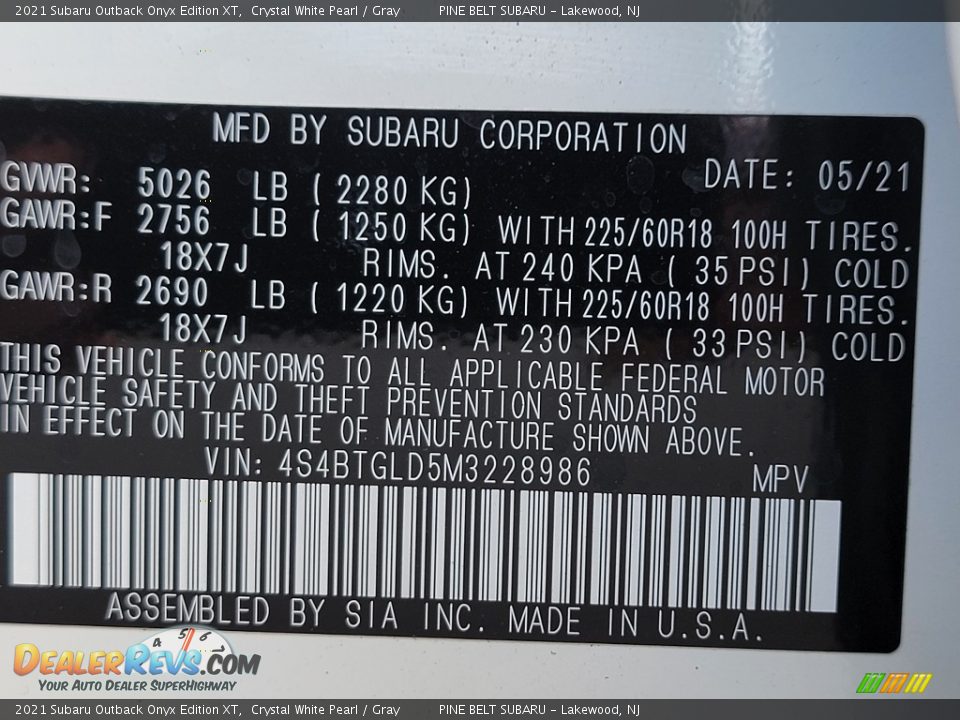 2021 Subaru Outback Onyx Edition XT, Crystal White Pearl / Gray PINE BELT SUBARU - Lakewood, NJ
MFD BY SUBARU CORPORATION
DATE: 05/21
GVWR: 5026 LB ( 2280 KG)
GAWR:F 2756 LB ( 1250 KG) WITH 225/60R18 100H TIRES.
18X7J RIMS. AT 240 KPA ( 35 PSI) COLD
GAWR:R 2690 LB ( 1220 KG) WITH 225/60R18 100H TIRES.
18X7J RIMS. AT 230 KPA ( 33 PSI) COLD
THIS VEHICLE CONFORMS TO ALL APPLICABLE FEDERAL MOTOR
VEHICLE SAFETY AND THEFT PREVENTION STANDARDS
IN EFFECT ON THE DATE OF MANUFACTURE SHOWN ABOVE.
VIN: 4S4BTGLD5M3228986 MPV
ASSEMBLED BY SIA INC. MADE IN U.S.A.
4 5 6
DEALERREVS.COM
YOUR AUTO DEALER SUPERHIGHWAY
2021 Subaru Outback Onyx Edition XT, Crystal White Pearl / Gray PINE BELT SUBARU - Lakewood, NJ